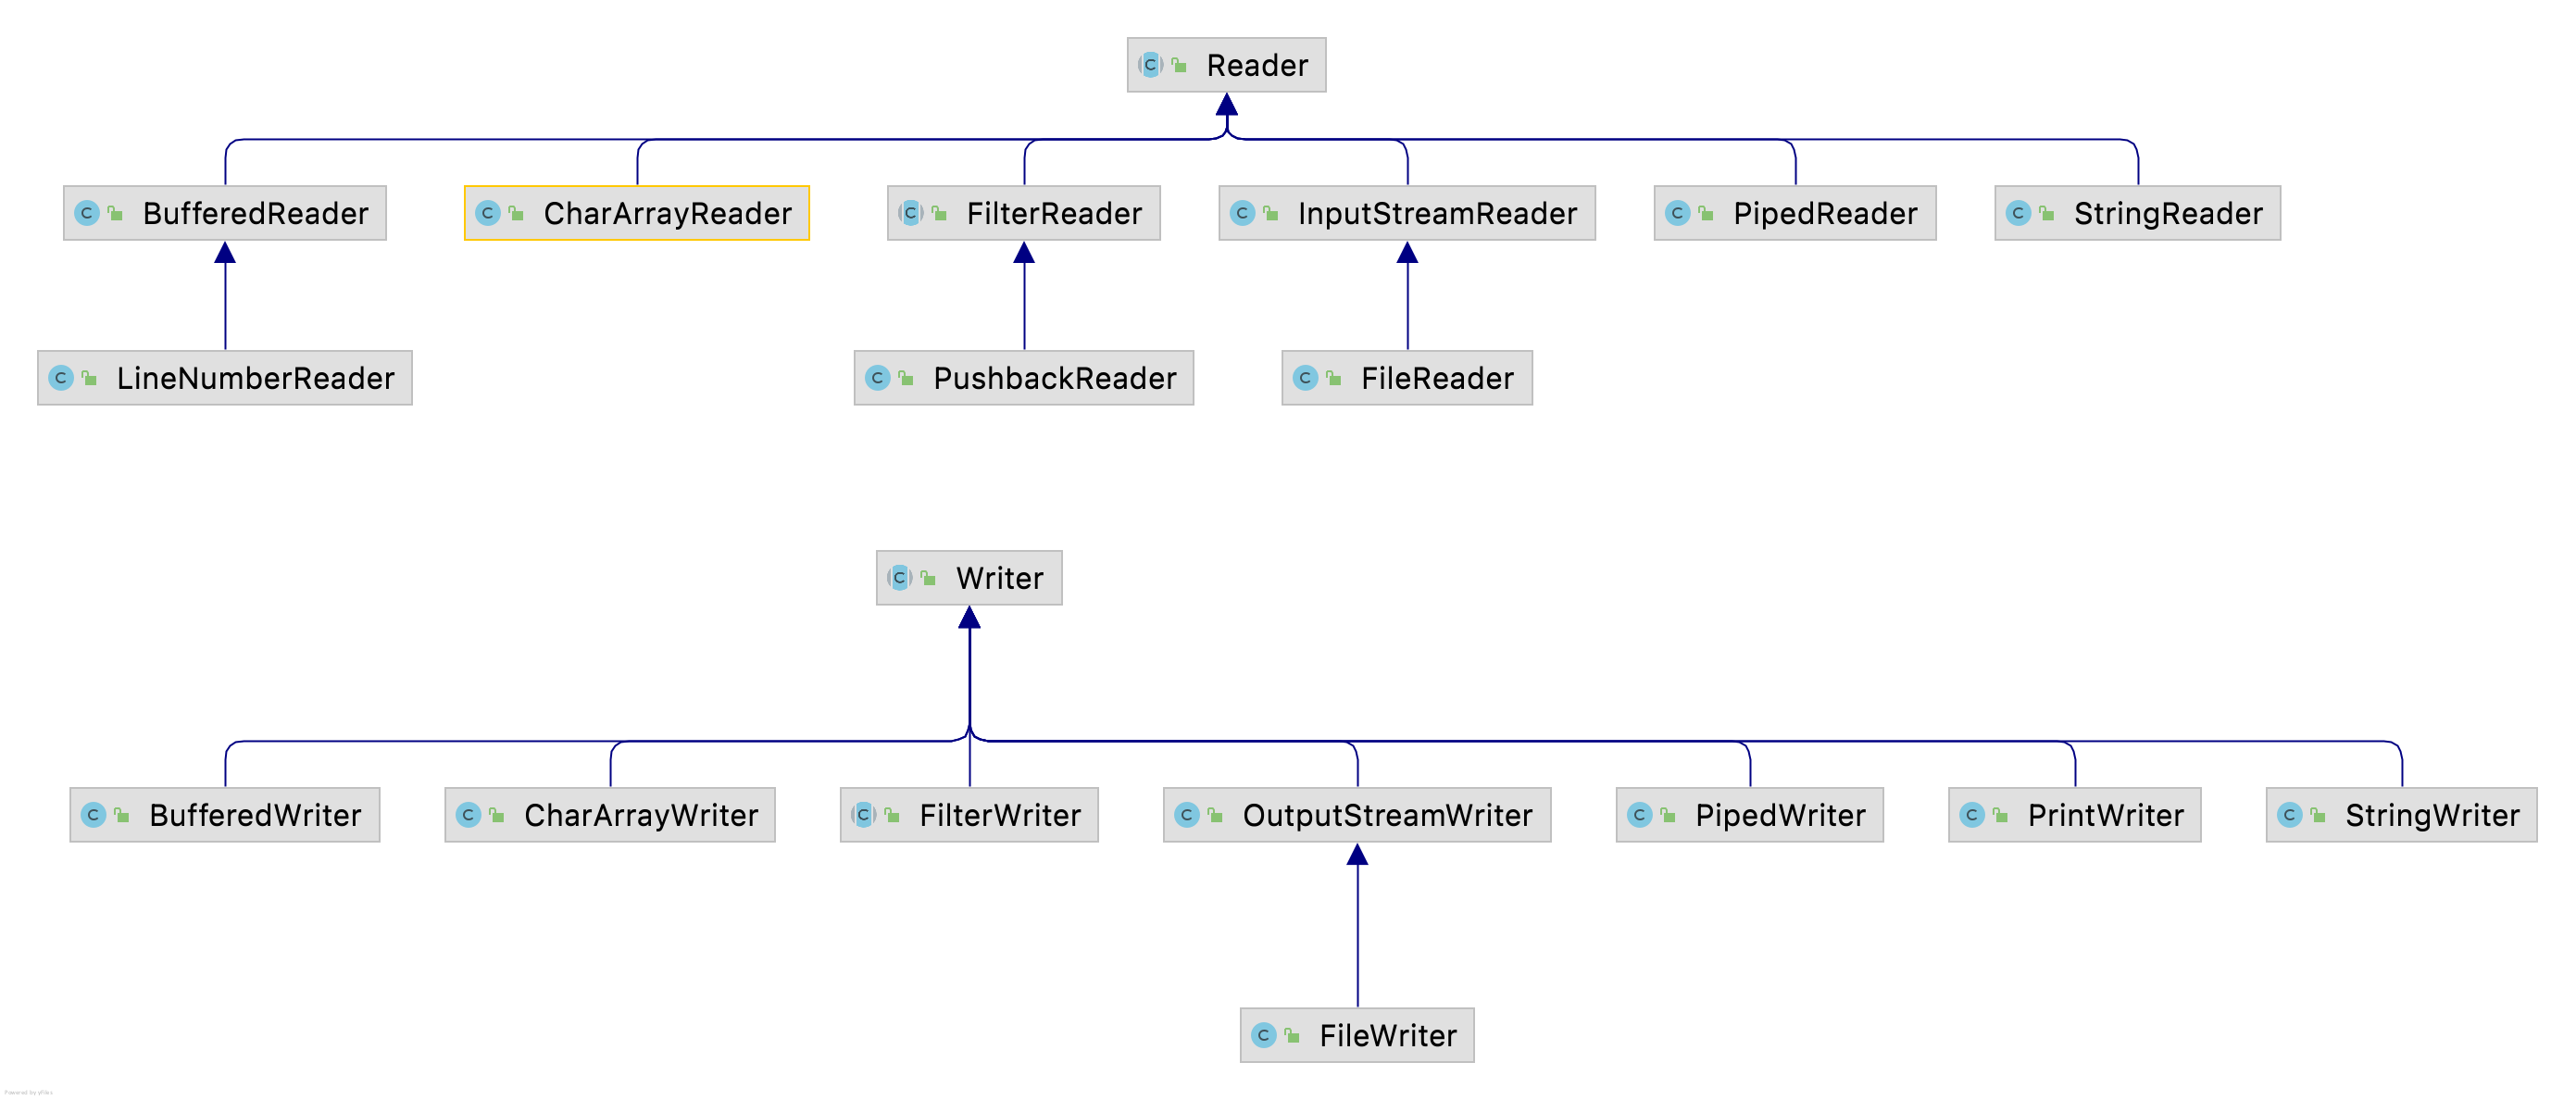 Reader
BufferedReader
CharArrayReader
FilterReader
InputStreamReader
PipedReader
StringReader
LineNumberReader
PushbackReader
FileReader
Writer
BufferedWriter
CharArrayWriter
FilterWriter
OutputStreamWriter
PipedWriter
PrintWriter
StringWriter
FileWriter
Powered by yFiles